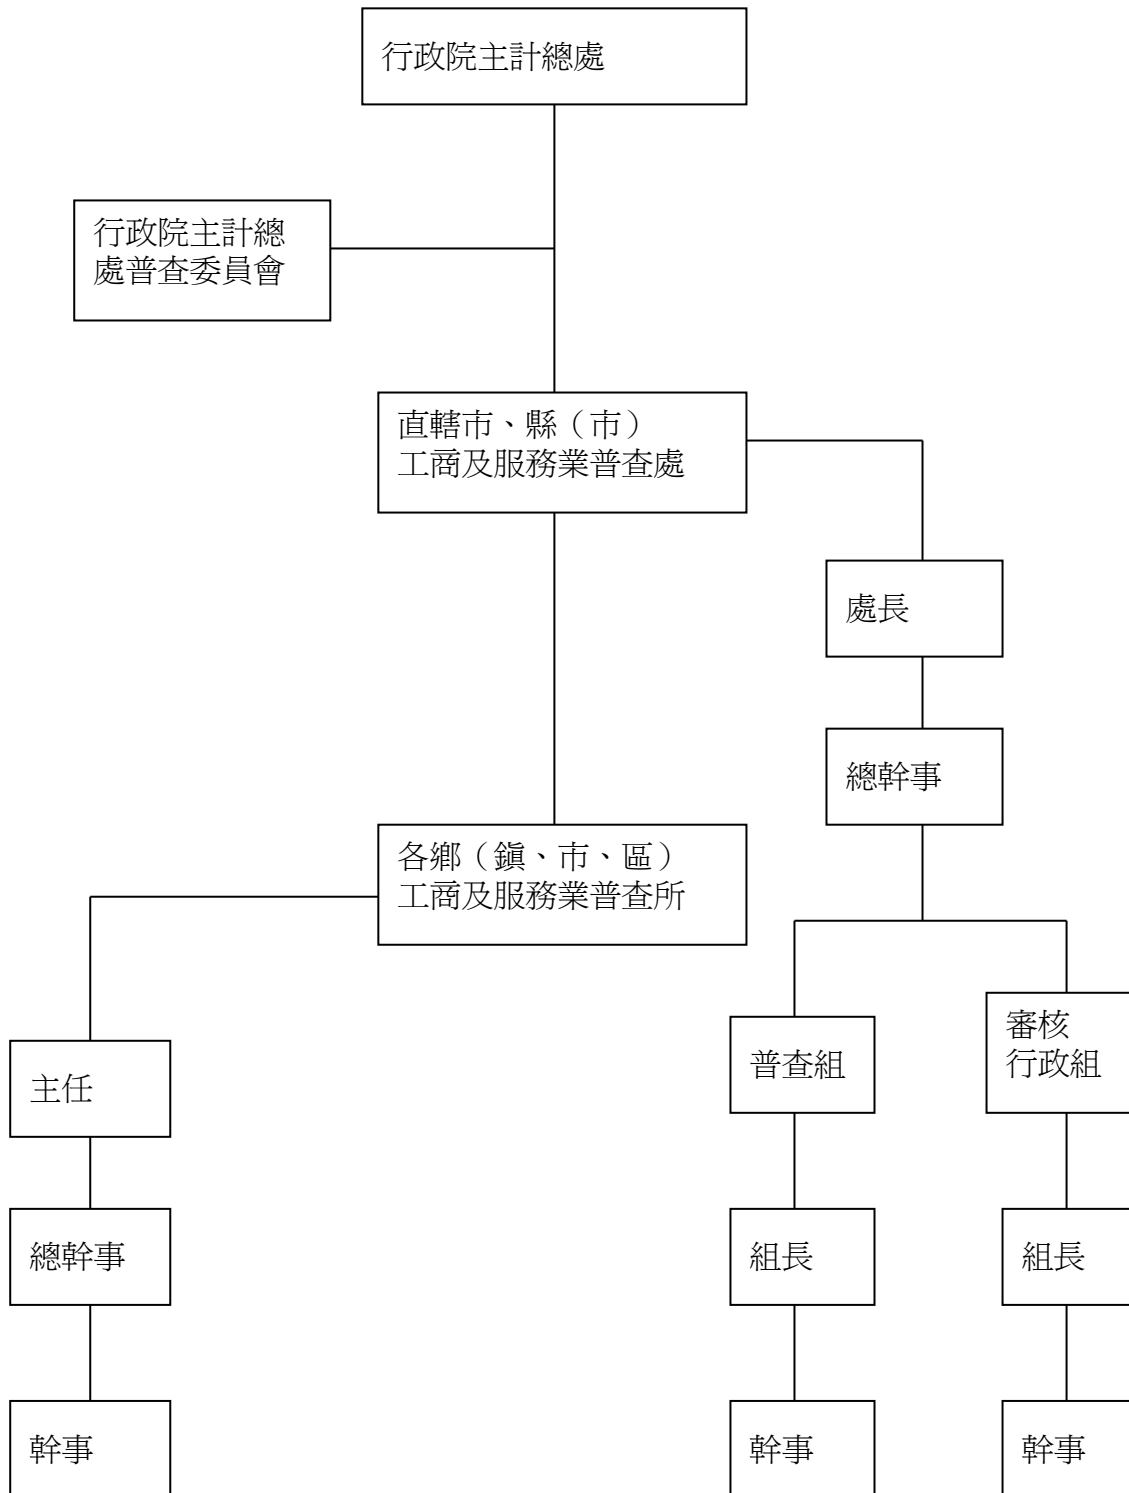 行政院主計總處
行政院主計總
處普查委員會
直轄市、縣（市）
工商及服務業普查處
處長
總幹事
各鄉（鎮、市、區）
工商及服務業普查所
審核
行政組
普查組
主任
總幹事
組長
組長
幹事
幹事
幹事